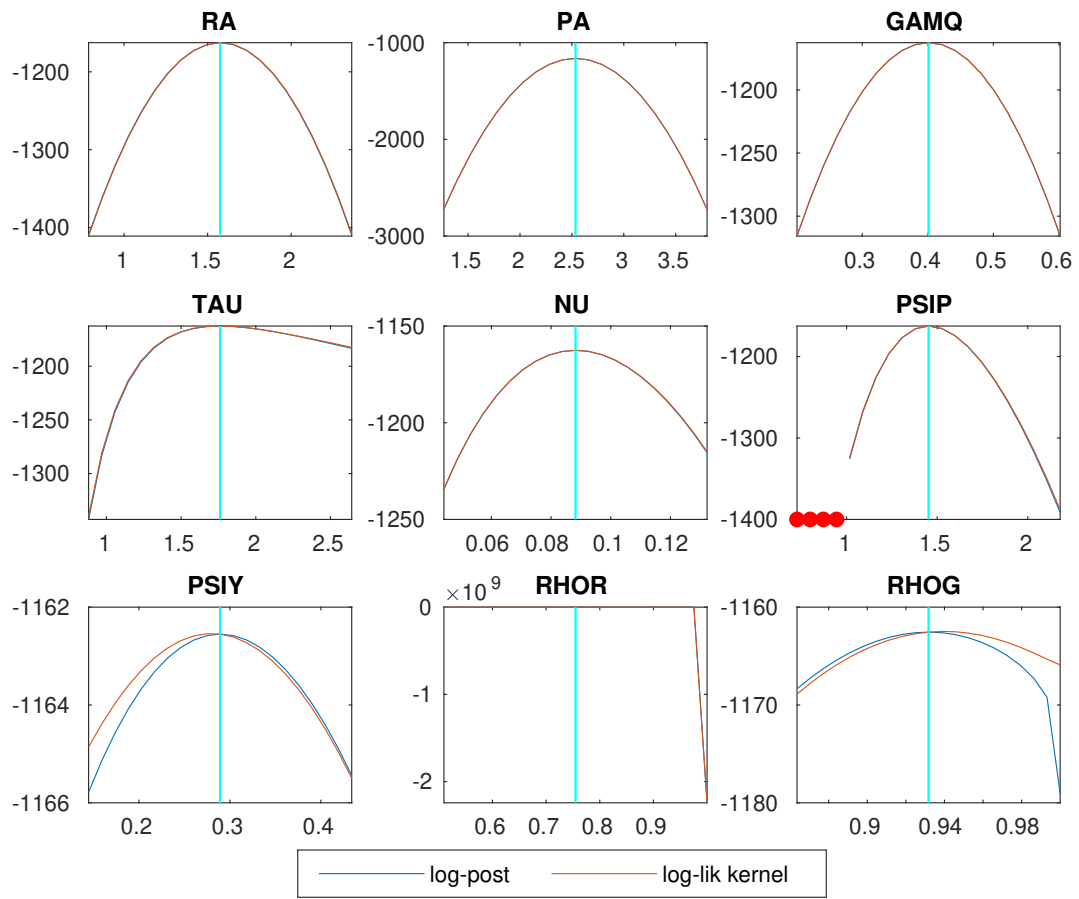 RA PA GAMQ
-1200
-1300
-1400
1 1.5 2
-1000
-2000
-3000
1.5 2 2.5 3 3.5
-1200
-1250
-1300
0.3 0.4 0.5 0.6
TAU NU PSIP
-1200
-1250
-1300
1 1.5 2 2.5
-1150
-1200
-1250
0.06 0.08 0.1 0.12
-1200
-1300
-1400
1 1.5 2
PSIY RHOR RHOG
-1162
-1164
-1166
0.2 0.3 0.4
×10⁹
0
-1
-2
0.6 0.7 0.8 0.9
-1160
-1170
-1180
0.9 0.94 0.98
log-post log-lik kernel